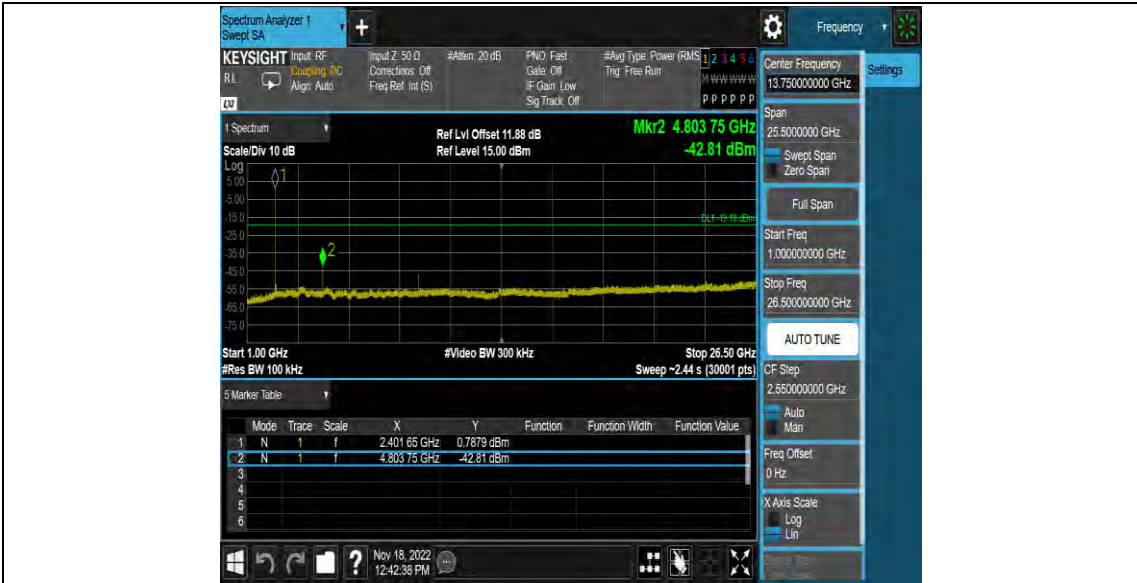 Spectrum Analyzer 1
Swept SA
Frequency
KEYSIGHT
Input: RF
Coupling: DC
Align: Auto
Input Z: 50 Ω
Corrections: Off
Freq Ref: Int (S)
#Atten: 20 dB
PNO: Fast
Gate: Off
IF Gain: Low
Sig Track: Off
#Avg Type: Power (RMS
Trig: Free Run
1 2 3 4 5 6
M W W W W W
P P P P P P
RL
LXI
Center Frequency
13.750000000 GHz
Settings
Span
25.5000000 GHz
Swept Span
Zero Span
Full Span
Start Freq
1.000000000 GHz
Stop Freq
26.500000000 GHz
AUTO TUNE
CF Step
2.550000000 GHz
Auto
Man
Freq Offset
0 Hz
X Axis Scale
Log
Lin
1 Spectrum
Scale/Div 10 dB
Ref Lvl Offset 11.88 dB
Ref Level 15.00 dBm
Mkr2 4.803 75 GHz
-42.81 dBm
Log
5.00
-5.00
-15.0
-25.0
-35.0
-45.0
-55.0
-65.0
-75.0
1
2
Start 1.00 GHz
#Res BW 100 kHz
#Video BW 300 kHz
Stop 26.50 GHz
Sweep ~2.44 s (30001 pts)
5 Marker Table
Mode Trace Scale X Y Function Function Width Function Value
1 N 1 f 2.401 65 GHz 0.7879 dBm
2 N 1 f 4.803 75 GHz -42.81 dBm
3
4
5
6
?
Nov 18, 2022
12:42:38 PM